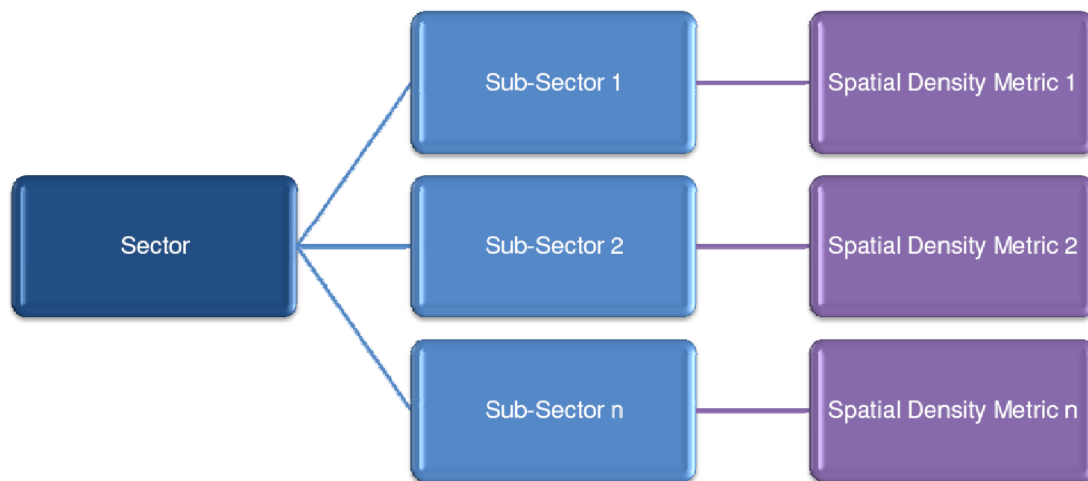 Sub-Sector 1
Spatial Density Metric 1
Sector
Sub-Sector 2
Spatial Density Metric 2
Sub-Sector n
Spatial Density Metric n